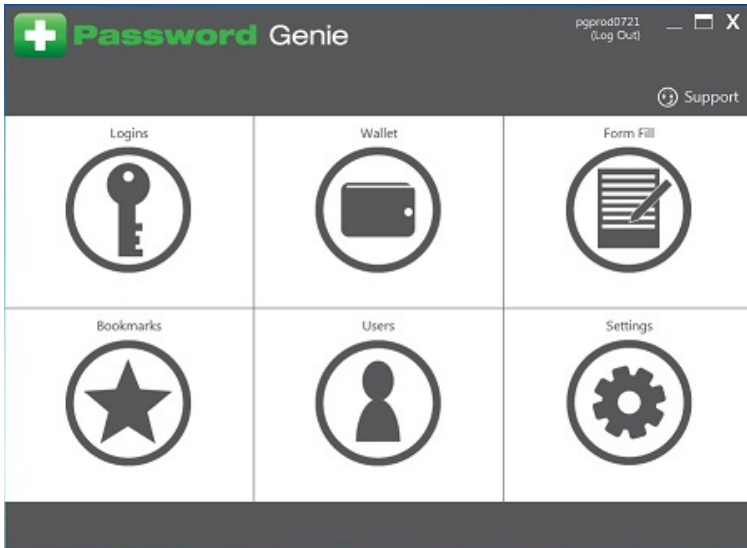 Password Genie
pgprod0721
(Log Out)
X
Support
Logins
Wallet
Form Fill
Bookmarks
Users
Settings